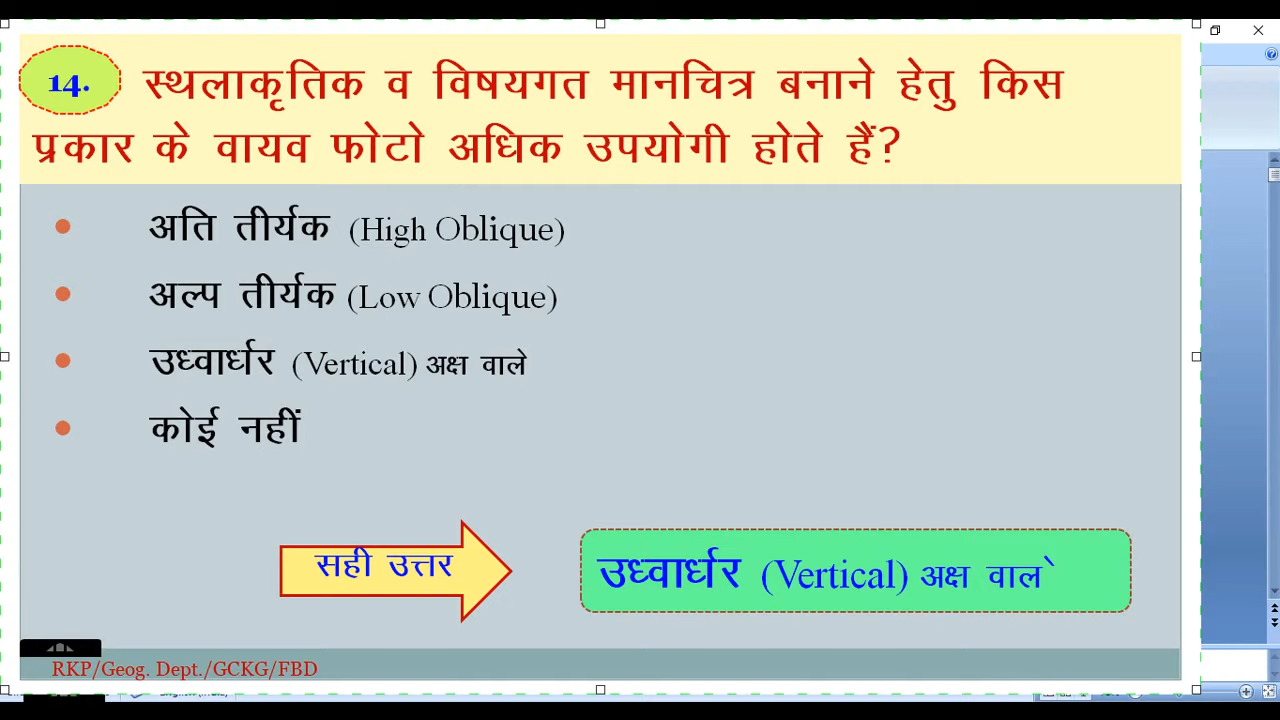 14. स्थलाकृतिक व विषयगत मानचित्र बनाने हेतु किस
प्रकार के वायव फोटो अधिक उपयोगी होते हैं?
• अति तीर्यक (High Oblique)
• अल्प तीर्यक (Low Oblique)
• उध्वार्धर (Vertical) अक्ष वाले
• कोई नहीं
सही उत्तर
उध्वार्धर (Vertical) अक्ष वाले
RKP/Geog. Dept./GCKG/FBD